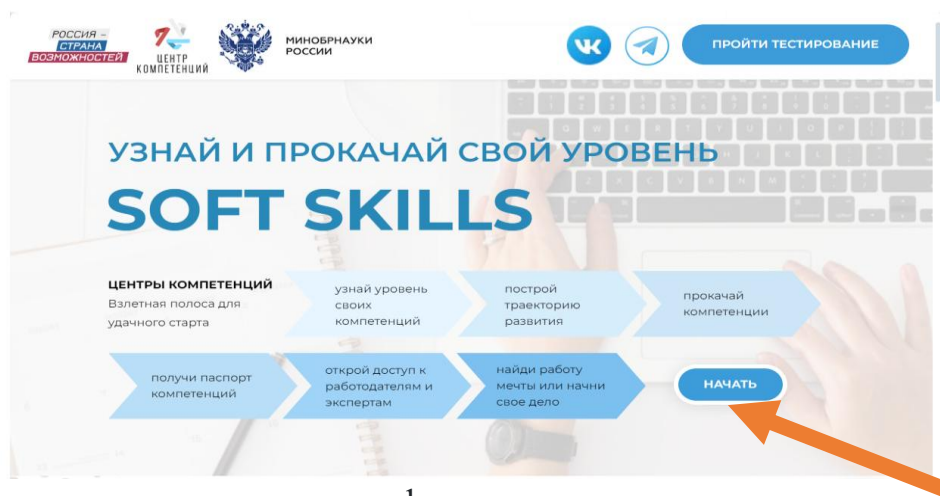 РОССИЯ –
СТРАНА
ВОЗМОЖНОСТЕЙ
ЦЕНТР
КОМПЕТЕНЦИЙ
МИНОБРНАУКИ
РОССИИ
ПРОЙТИ ТЕСТИРОВАНИЕ
УЗНАЙ И ПРОКАЧАЙ СВОЙ УРОВЕНЬ
SOFT SKILLS
ЦЕНТРЫ КОМПЕТЕНЦИЙ
Взлетная полоса для
удачного старта
узнай уровень
своих
компетенций
построй
траекторию
развития
прокачай
компетенции
получи паспорт
компетенций
открой доступ к
работодателям и
экспертам
найди работу
мечты или начни
свое дело
НАЧАТЬ